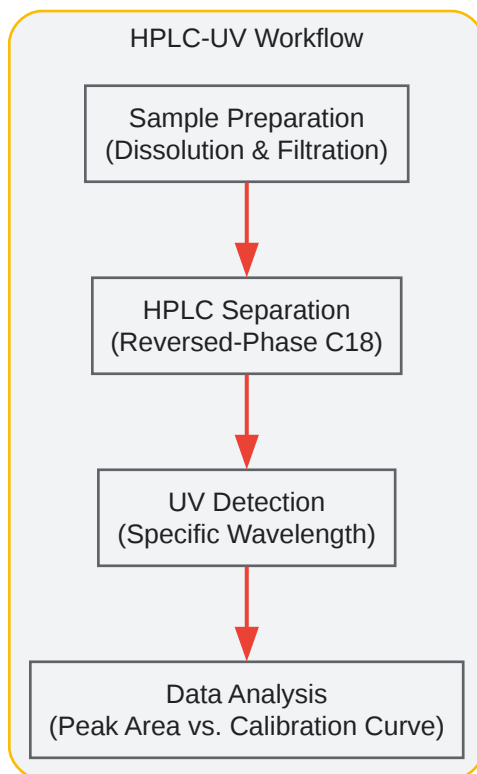 HPLC-UV Workflow
Sample Preparation
(Dissolution & Filtration)
HPLC Separation
(Reversed-Phase C18)
UV Detection
(Specific Wavelength)
Data Analysis
(Peak Area vs. Calibration Curve)